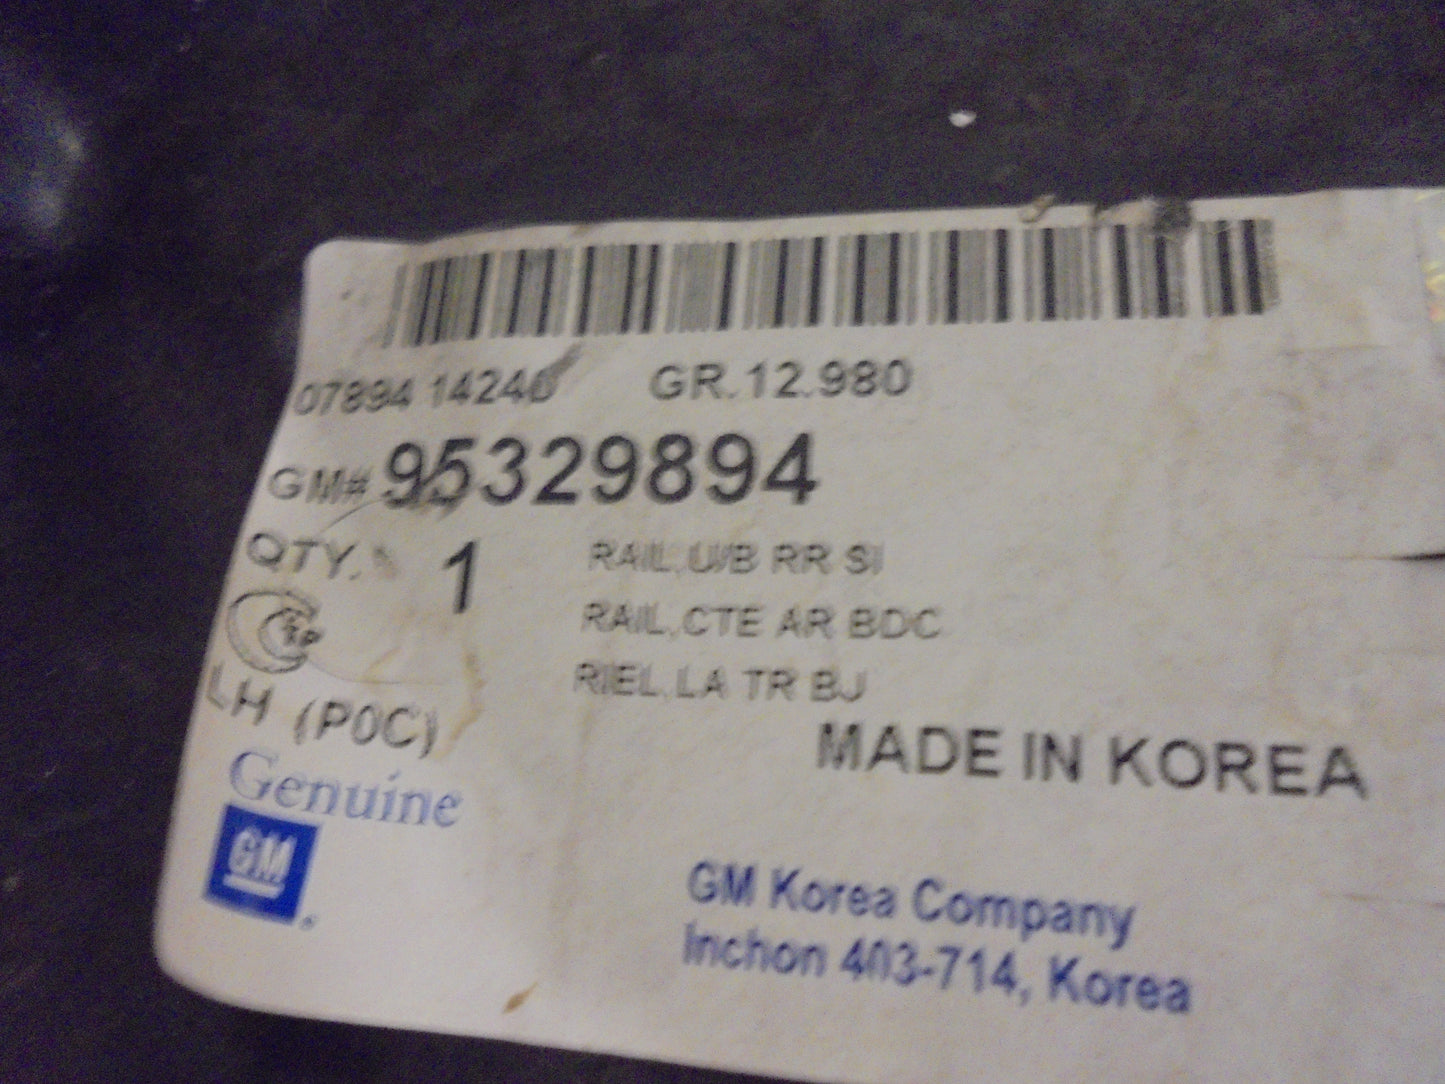 07894 14240 GR.12.980
GM# 95329894
QTY. 1 RAIL,U/B RR SI
RAIL,CTE AR BDC
RIEL,LA TR BJ
LH (P0C)
MADE IN KOREA
Genuine
GM
GM Korea Company
Inchon 403-714, Korea